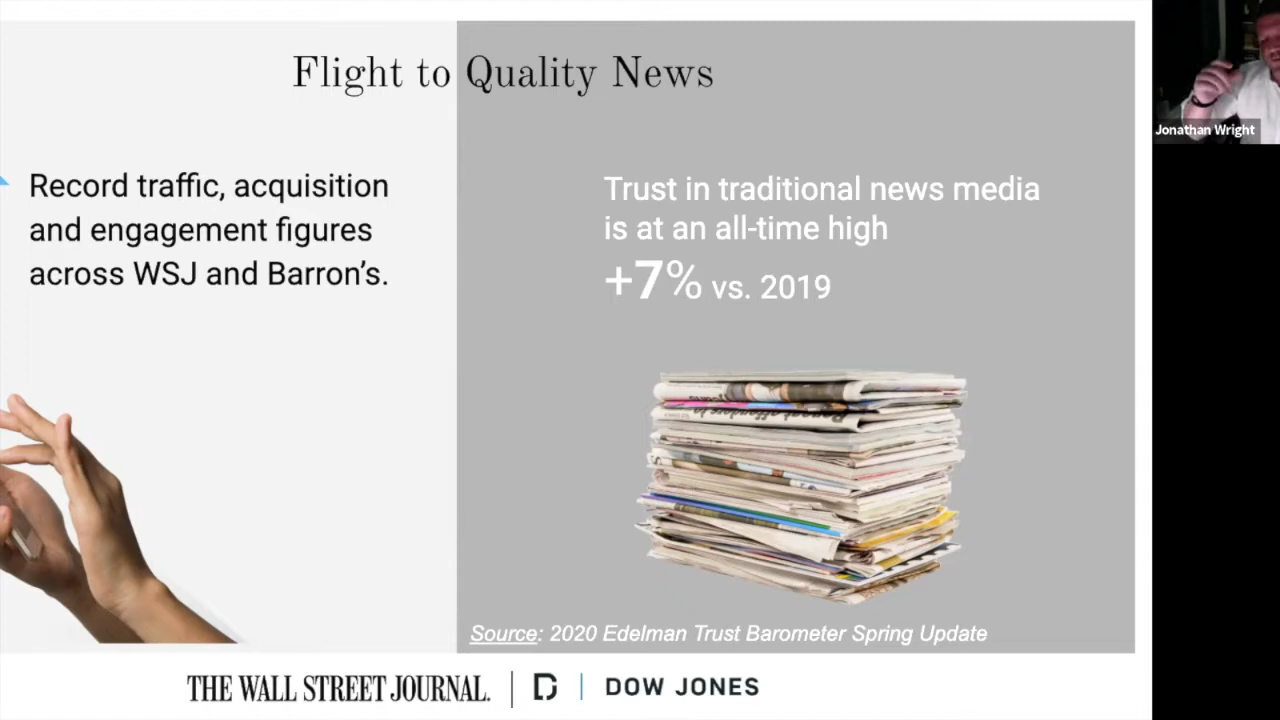 Flight to Quality News
Record traffic, acquisition
and engagement figures
across WSJ and Barron's.
Trust in traditional news media
is at an all-time high
+7% vs. 2019
Source: 2020 Edelman Trust Barometer Spring Update
THE WALL STREET JOURNAL. | D | DOW JONES
Jonathan Wright